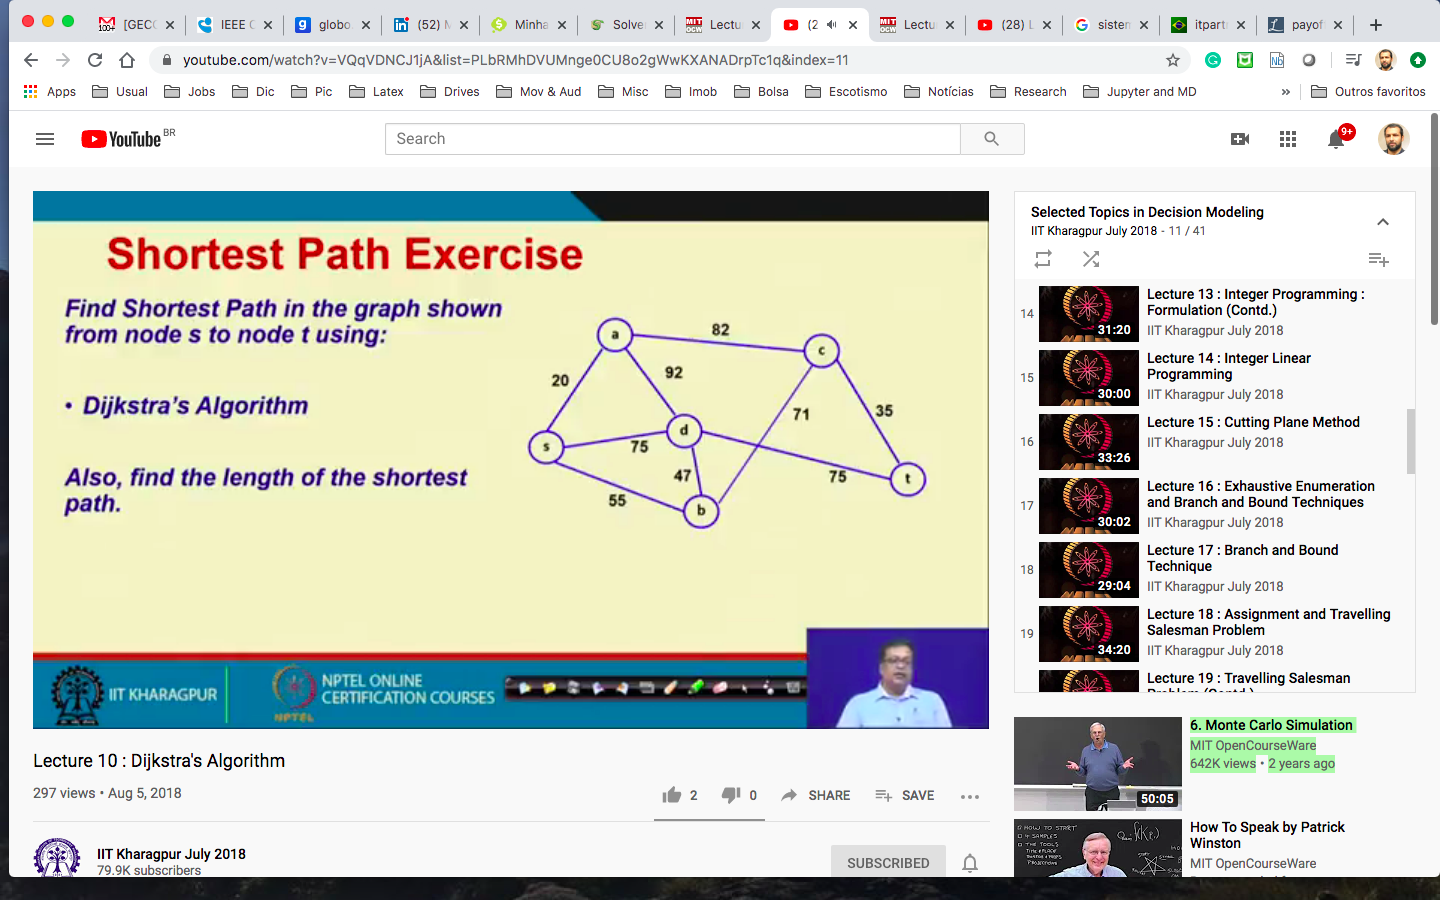 [GECC
IEEE C
globo.
(52) M
Minha
Solve
Lectu
(2
Lectu
(28) L
sistem
itpart
payof
youtube.com/watch?v=VQqVDNCJ1jA&list=PLbRMhDVUMnge0CU8o2gWwKXANADrpTc1q&index=11
Apps
Usual
Jobs
Dic
Pic
Latex
Drives
Mov & Aud
Misc
Imob
Bolsa
Escotismo
Notícias
Research
Jupyter and MD
»
Outros favoritos
YouTube BR
Search
9+
Shortest Path Exercise
Find Shortest Path in the graph shown
from node s to node t using:
• Dijkstra's Algorithm
Also, find the length of the shortest
path.
a
82
c
20
92
71
35
s
75
d
47
75
t
55
b
IIT KHARAGPUR
NPTEL
NPTEL ONLINE
CERTIFICATION COURSES
Lecture 10 : Dijkstra's Algorithm
297 views • Aug 5, 2018
2
0
SHARE
SAVE
IIT Kharagpur July 2018
79.9K subscribers
SUBSCRIBED
Selected Topics in Decision Modeling
IIT Kharagpur July 2018 - 11 / 41
14
31:20
Lecture 13 : Integer Programming :
Formulation (Contd.)
IIT Kharagpur July 2018
15
30:00
Lecture 14 : Integer Linear
Programming
IIT Kharagpur July 2018
16
33:26
Lecture 15 : Cutting Plane Method
IIT Kharagpur July 2018
17
30:02
Lecture 16 : Exhaustive Enumeration
and Branch and Bound Techniques
IIT Kharagpur July 2018
18
29:04
Lecture 17 : Branch and Bound
Technique
IIT Kharagpur July 2018
19
34:20
Lecture 18 : Assignment and Travelling
Salesman Problem
IIT Kharagpur July 2018
Lecture 19 : Travelling Salesman
Problem (Contd.)
50:05
6. Monte Carlo Simulation
MIT OpenCourseWare
642K views • 2 years ago
HOW TO START
How To Speak by Patrick
Winston
MIT OpenCourseWare